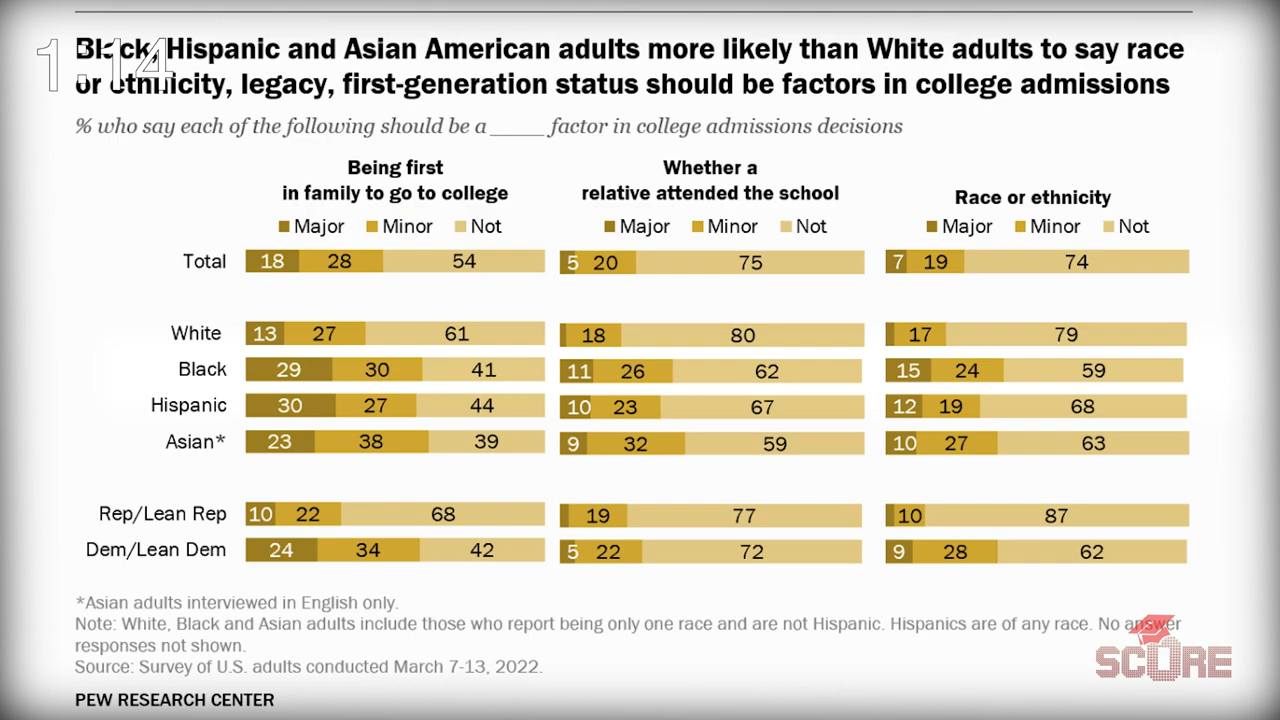 1:14
Black, Hispanic and Asian American adults more likely than White adults to say race
or ethnicity, legacy, first-generation status should be factors in college admissions
% who say each of the following should be a ____ factor in college admissions decisions
Being first
in family to go to college
Whether a
relative attended the school
Race or ethnicity
Major Minor Not Major Minor Not Major Minor Not
Total 18 28 54 5 20 75 7 19 74
White 13 27 61 18 80 17 79
Black 29 30 41 11 26 62 15 24 59
Hispanic 30 27 44 10 23 67 12 19 68
Asian* 23 38 39 9 32 59 10 27 63
Rep/Lean Rep 10 22 68 19 77 10 87
Dem/Lean Dem 24 34 42 5 22 72 9 28 62
*Asian adults interviewed in English only.
Note: White, Black and Asian adults include those who report being only one race and are not Hispanic. Hispanics are of any race. No answer
responses not shown.
Source: Survey of U.S. adults conducted March 7-13, 2022.
PEW RESEARCH CENTER
SCORE